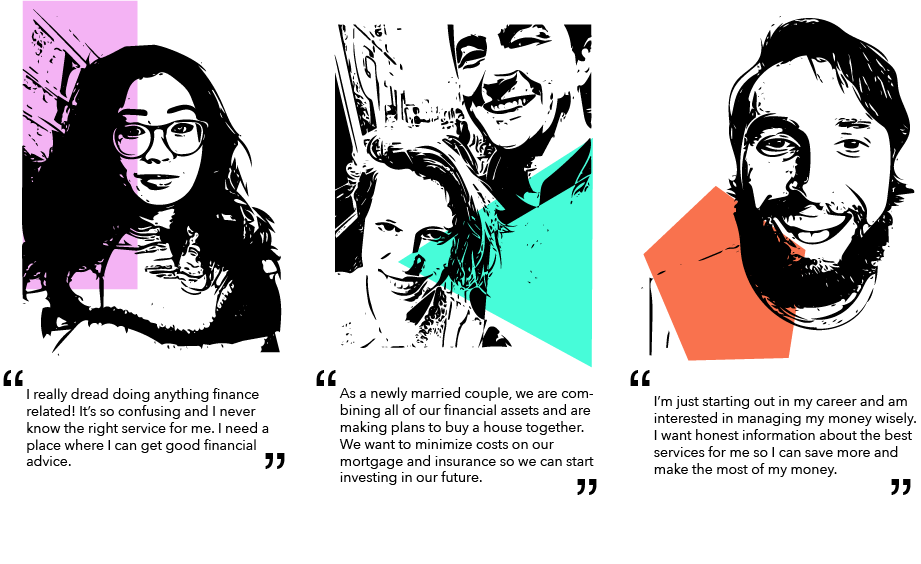 “
I really dread doing anything finance
related! It’s so confusing and I never
know the right service for me. I need a
place where I can get good financial
advice.
”
“
As a newly married couple, we are com-
bining all of our financial assets and are
making plans to buy a house together.
We want to minimize costs on our
mortgage and insurance so we can start
investing in our future.
”
“
I’m just starting out in my career and am
interested in managing my money wisely.
I want honest information about the best
services for me so I can save more and
make the most of my money.
”